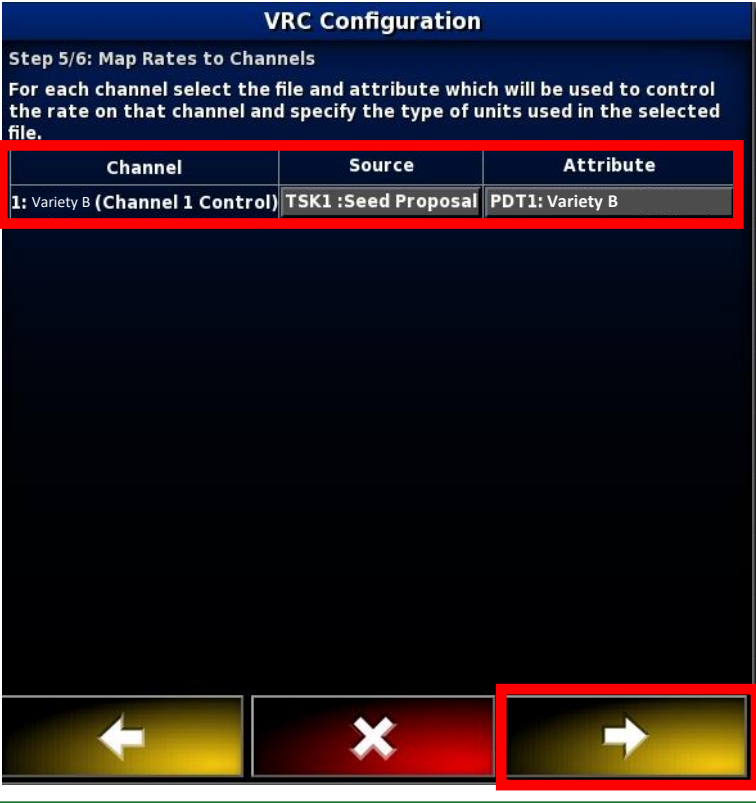 VRC Configuration
Step 5/6: Map Rates to Channels
For each channel select the file and attribute which will be used to control
the rate on that channel and specify the type of units used in the selected
file.
Channel Source Attribute
1: Variety B (Channel 1 Control) TSK1 :Seed Proposal PDT1: Variety B